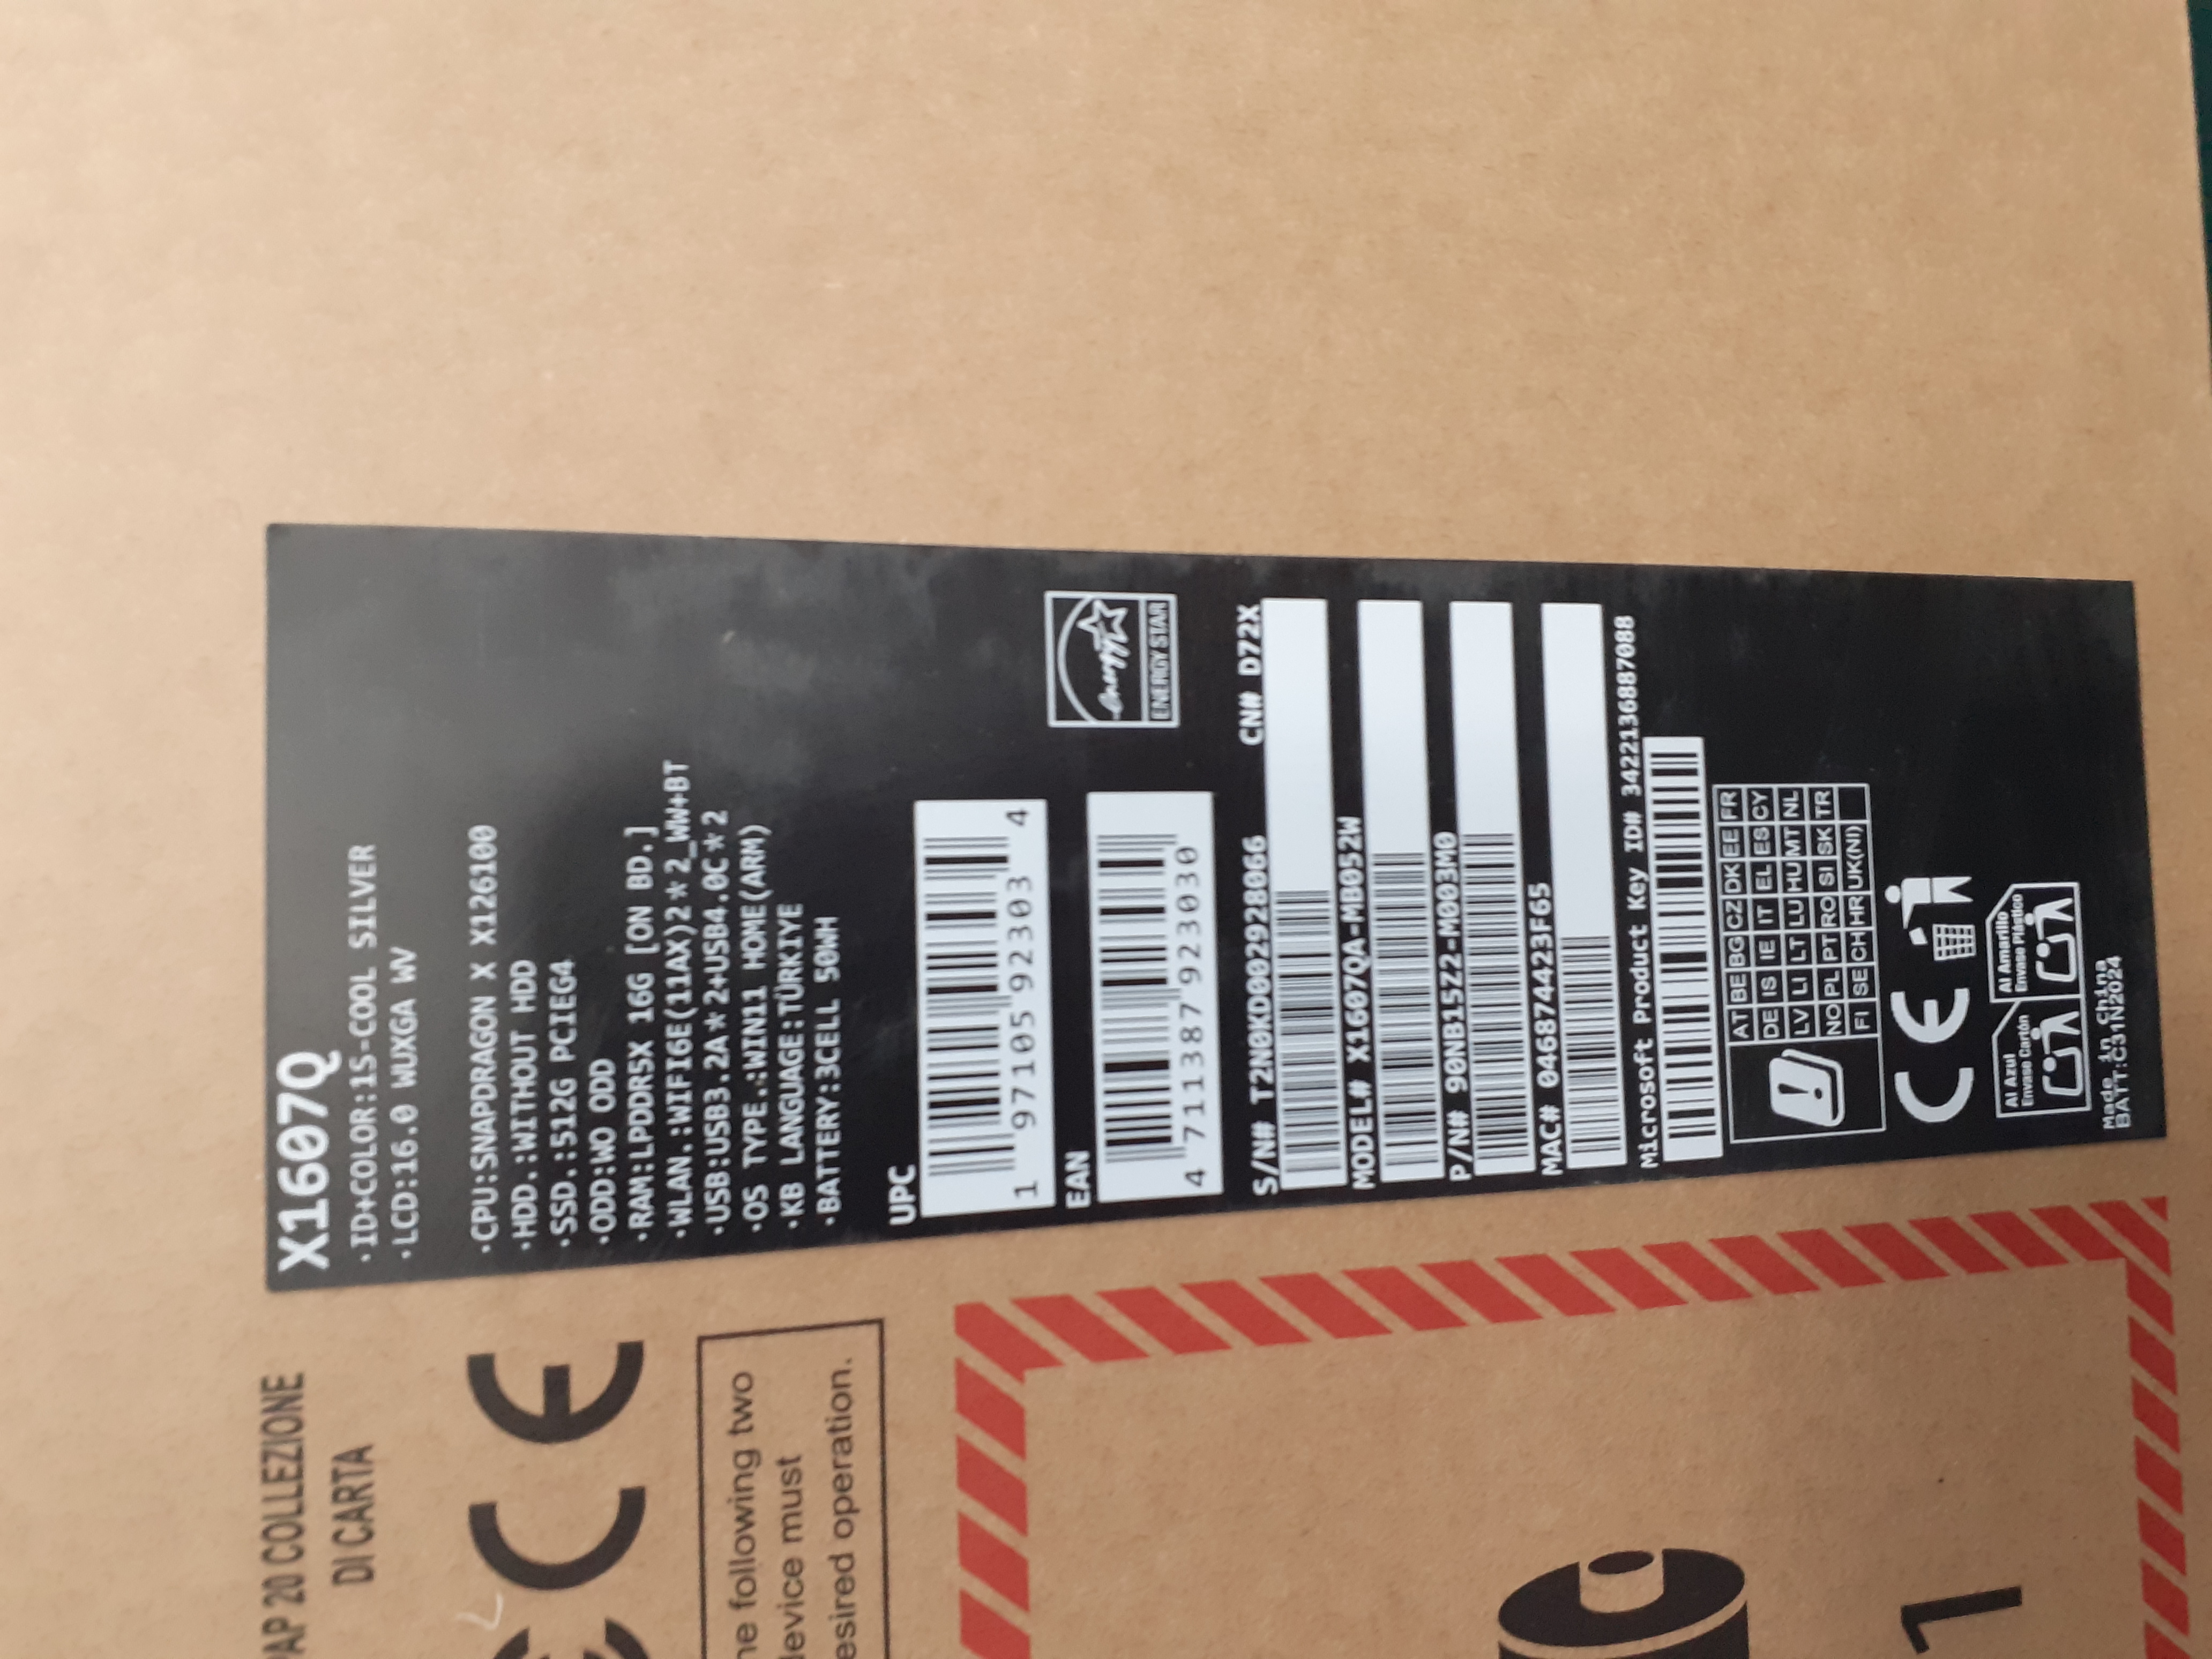 X1607Q
·ID+COLOR:1S-COOL SILVER
·LCD:16.0 WUXGA WV
·CPU:SNAPDRAGON X X126100
·HDD.:WITHOUT HDD
·SSD.:512G PCIEG4
·ODD:WO ODD
·RAM:LPDDR5X 16G [ON BD.]
·WLAN.:WIFI6E(11AX)2*2_WW+BT
·USB:USB3.2A*2+USB4.0C*2
·OS TYPE.:WIN11 HOME(ARM)
·KB LANGUAGE:TÜRKIYE
·BATTERY:3CELL 50WH
UPC
1 97105 92303 4
EAN
4 711387 923030
energy
ENERGY STAR
S/N# T2N0KD002928066 CN# D72X
MODEL# X1607QA-MB052W
P/N# 90NB15Z2-M003M0
MAC# 046874423F65
Microsoft Product Key ID# 3422136887088
AT BE BG CZ DK EE FR
DE IS IE IT EL ES CY
LV LI LT LU HU MT NL
NO PL PT RO SI SK TR
FI SE CH HR UK(NI)
CE
Al Azul
Envase Cartón
Al Amarillo
Envase Plástico
Made in China
BATT:C31N2024
PAP 20 COLLEZIONE
DI CARTA
CE
following two
device must
operation.
1